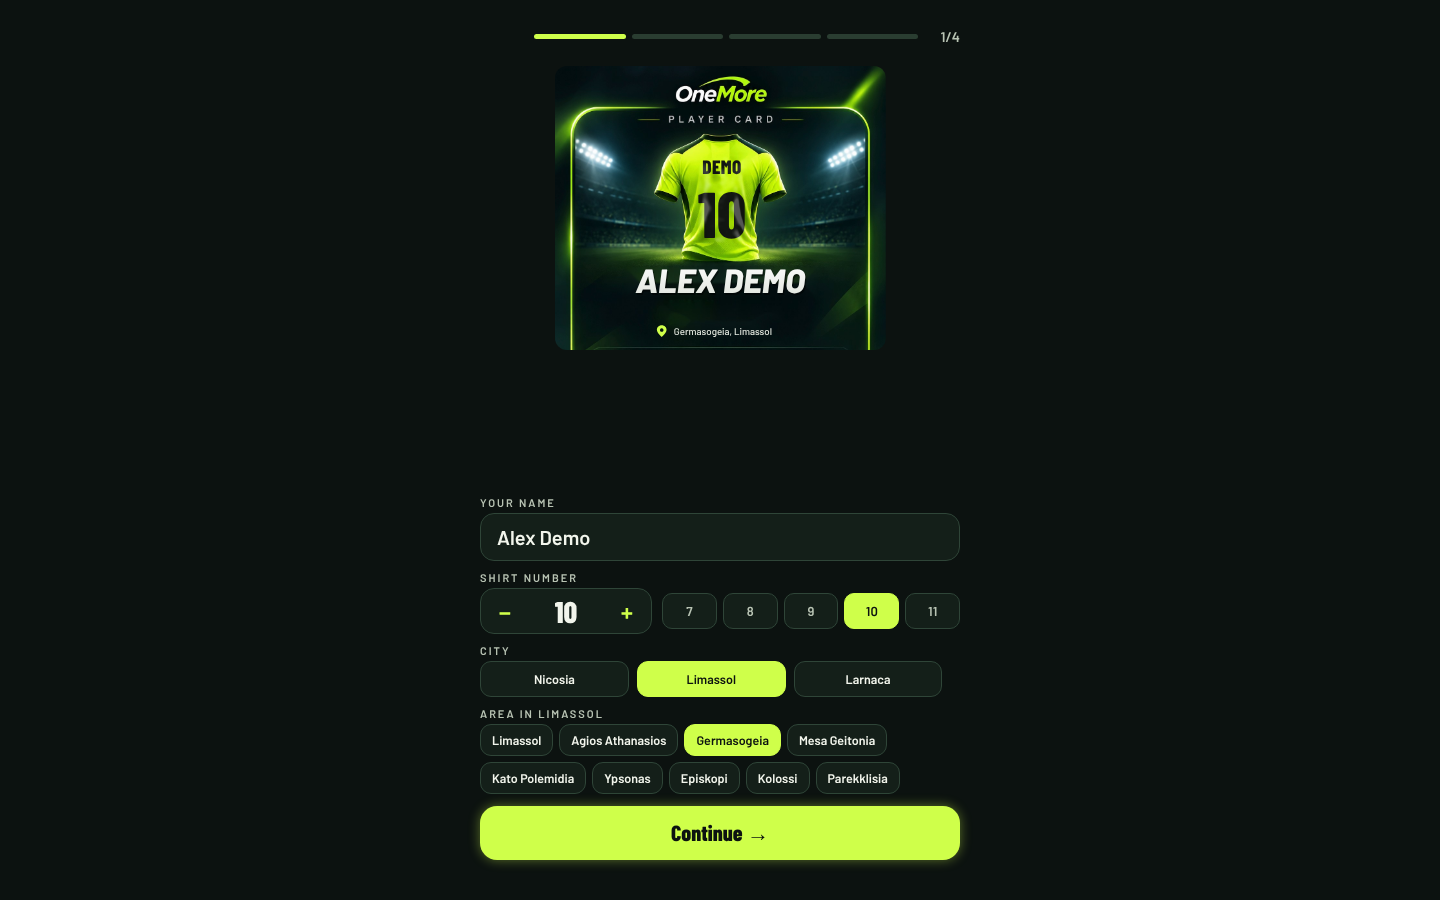 1/4
OneMore
PLAYER CARD
DEMO
10
ALEX DEMO
Germasogeia, Limassol
YOUR NAME
Alex Demo
SHIRT NUMBER
– 10 + 7 8 9 10 11
CITY
Nicosia Limassol Larnaca
AREA IN LIMASSOL
Limassol Agios Athanasios Germasogeia Mesa Geitonia
Kato Polemidia Ypsonas Episkopi Kolossi Parekklisia
Continue →